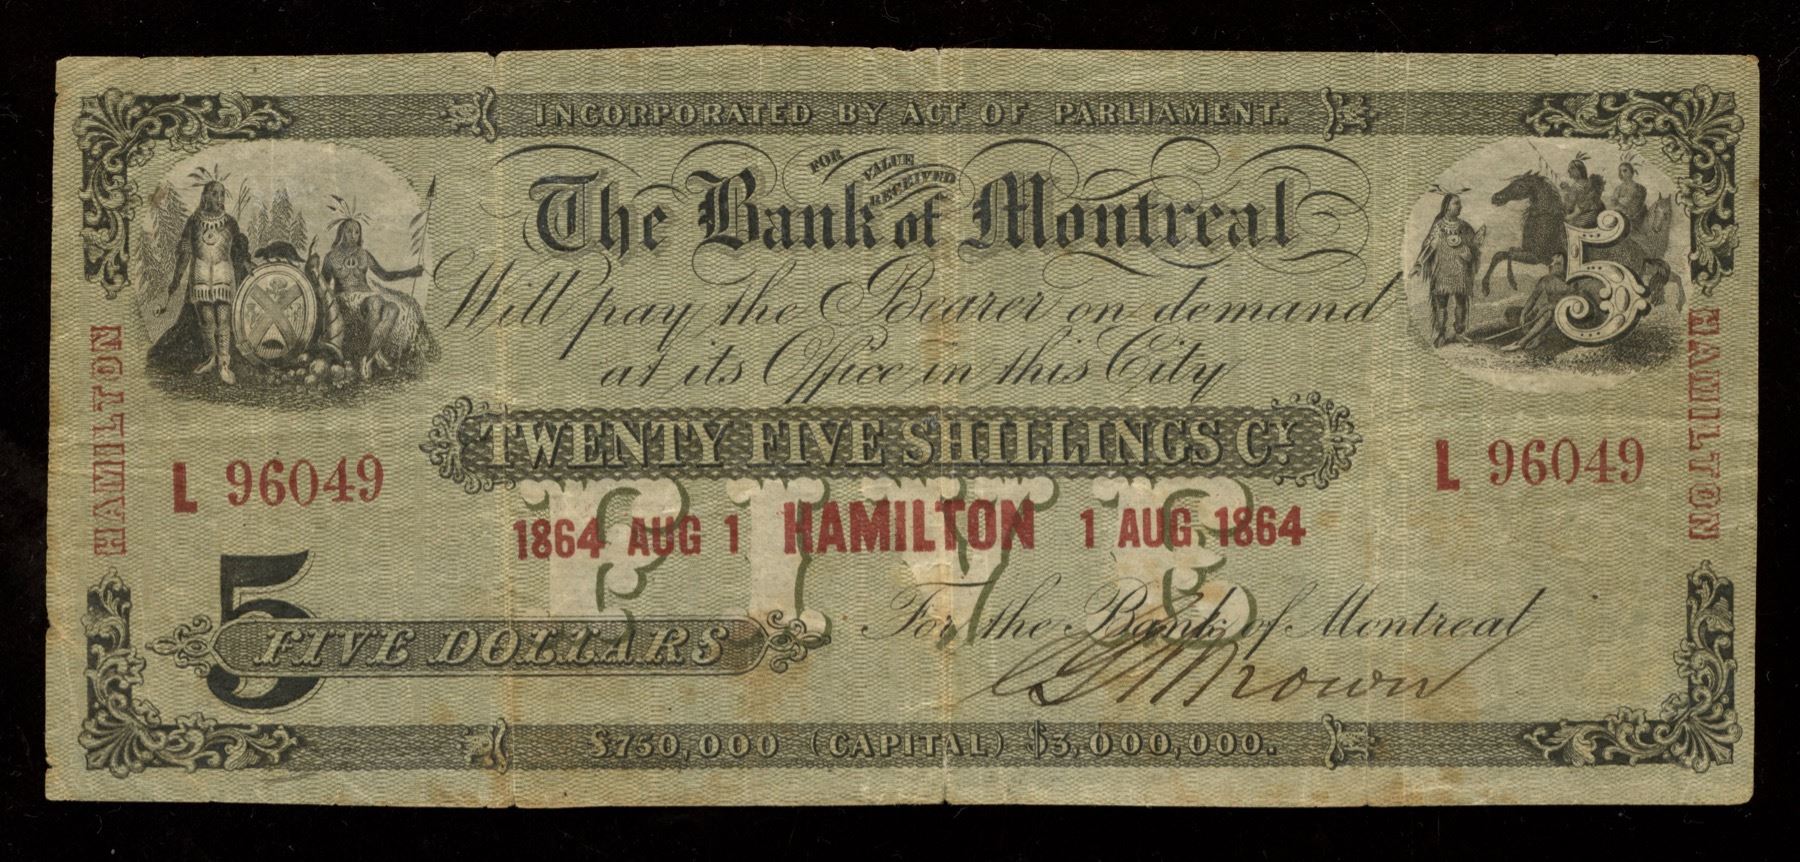 INCORPORATED BY ACT OF PARLIAMENT.
FOR VALUE RECEIVED
The Bank of Montreal
5
Will pay the Bearer on demand
at its Office in this City
HAMILTON
HAMILTON
TWENTY FIVE SHILLINGS Cy.
L 96049
L 96049
FIVE
1864 AUG 1 HAMILTON 1 AUG. 1864
5
FIVE DOLLARS
For the Bank of Montreal
$750,000 (CAPITAL) $3,000,000.